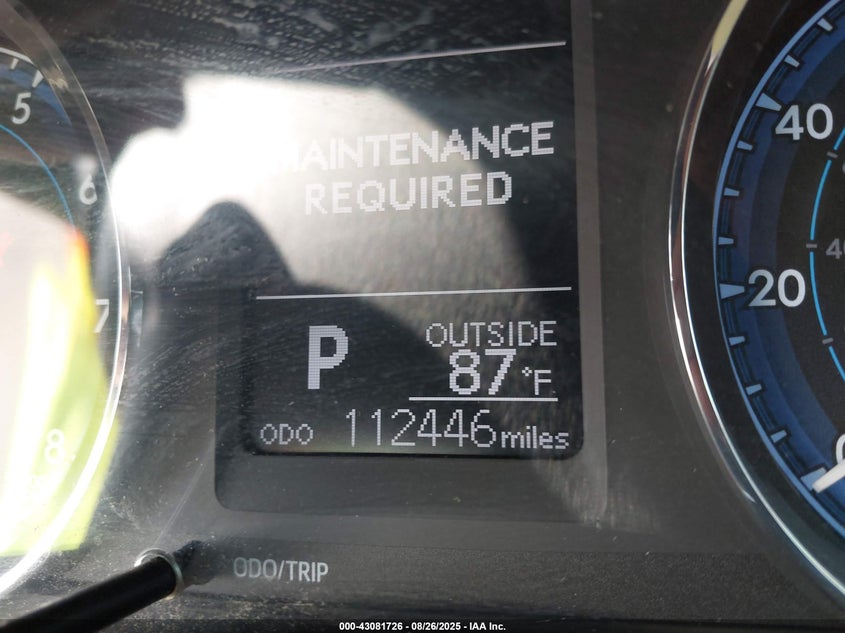 5
6
7
8
MAINTENANCE
REQUIRED
P
OUTSIDE
87 °F
ODO 112446 miles
ODO/TRIP
40
20
000-43081726 - 08/26/2025 - IAA Inc.